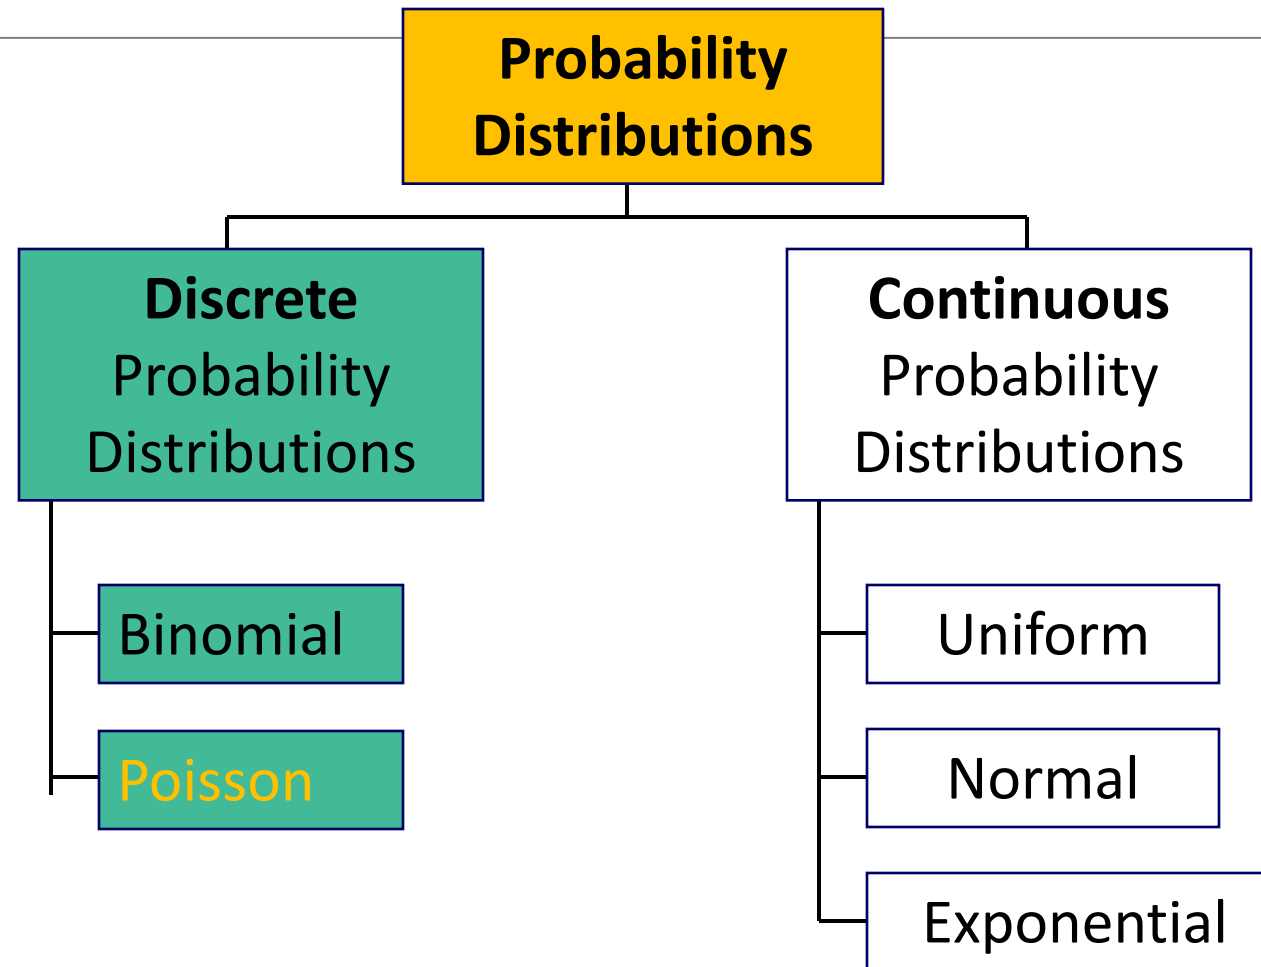 Probability
Distributions
Discrete
Probability
Distributions
Binomial
Poisson
Continuous
Probability
Distributions
Uniform
Normal
Exponential